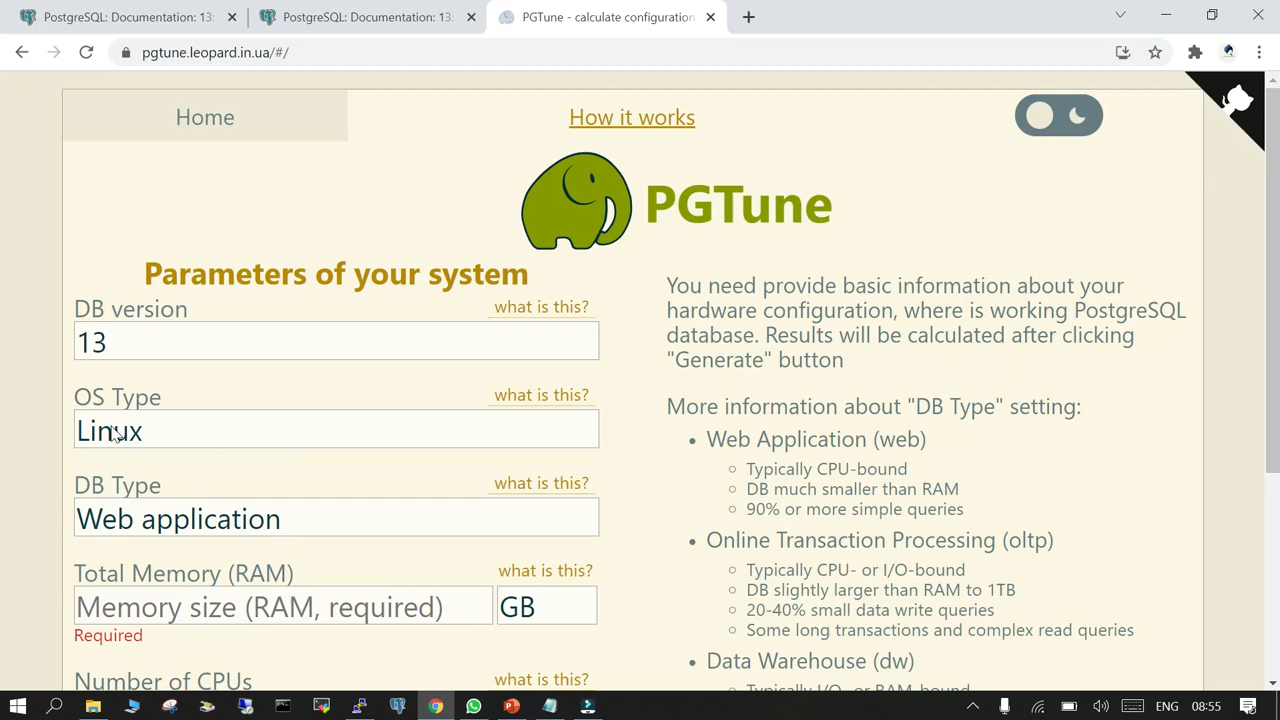 PostgreSQL: Documentation: 13:
PostgreSQL: Documentation: 13:
PGTune - calculate configuration
pgtune.leopard.in.ua/#/
Home
How it works
PGTune
Parameters of your system
DB version
what is this?
13
OS Type
what is this?
Linux
DB Type
what is this?
Web application
Total Memory (RAM)
what is this?
Memory size (RAM, required)
GB
Required
Number of CPUs
what is this?
You need provide basic information about your
hardware configuration, where is working PostgreSQL
database. Results will be calculated after clicking
"Generate" button
More information about "DB Type" setting:
Web Application (web)
Typically CPU-bound
DB much smaller than RAM
90% or more simple queries
Online Transaction Processing (oltp)
Typically CPU- or I/O-bound
DB slightly larger than RAM to 1TB
20-40% small data write queries
Some long transactions and complex read queries
Data Warehouse (dw)
Typically I/O- or RAM-bound
ENG
08:55